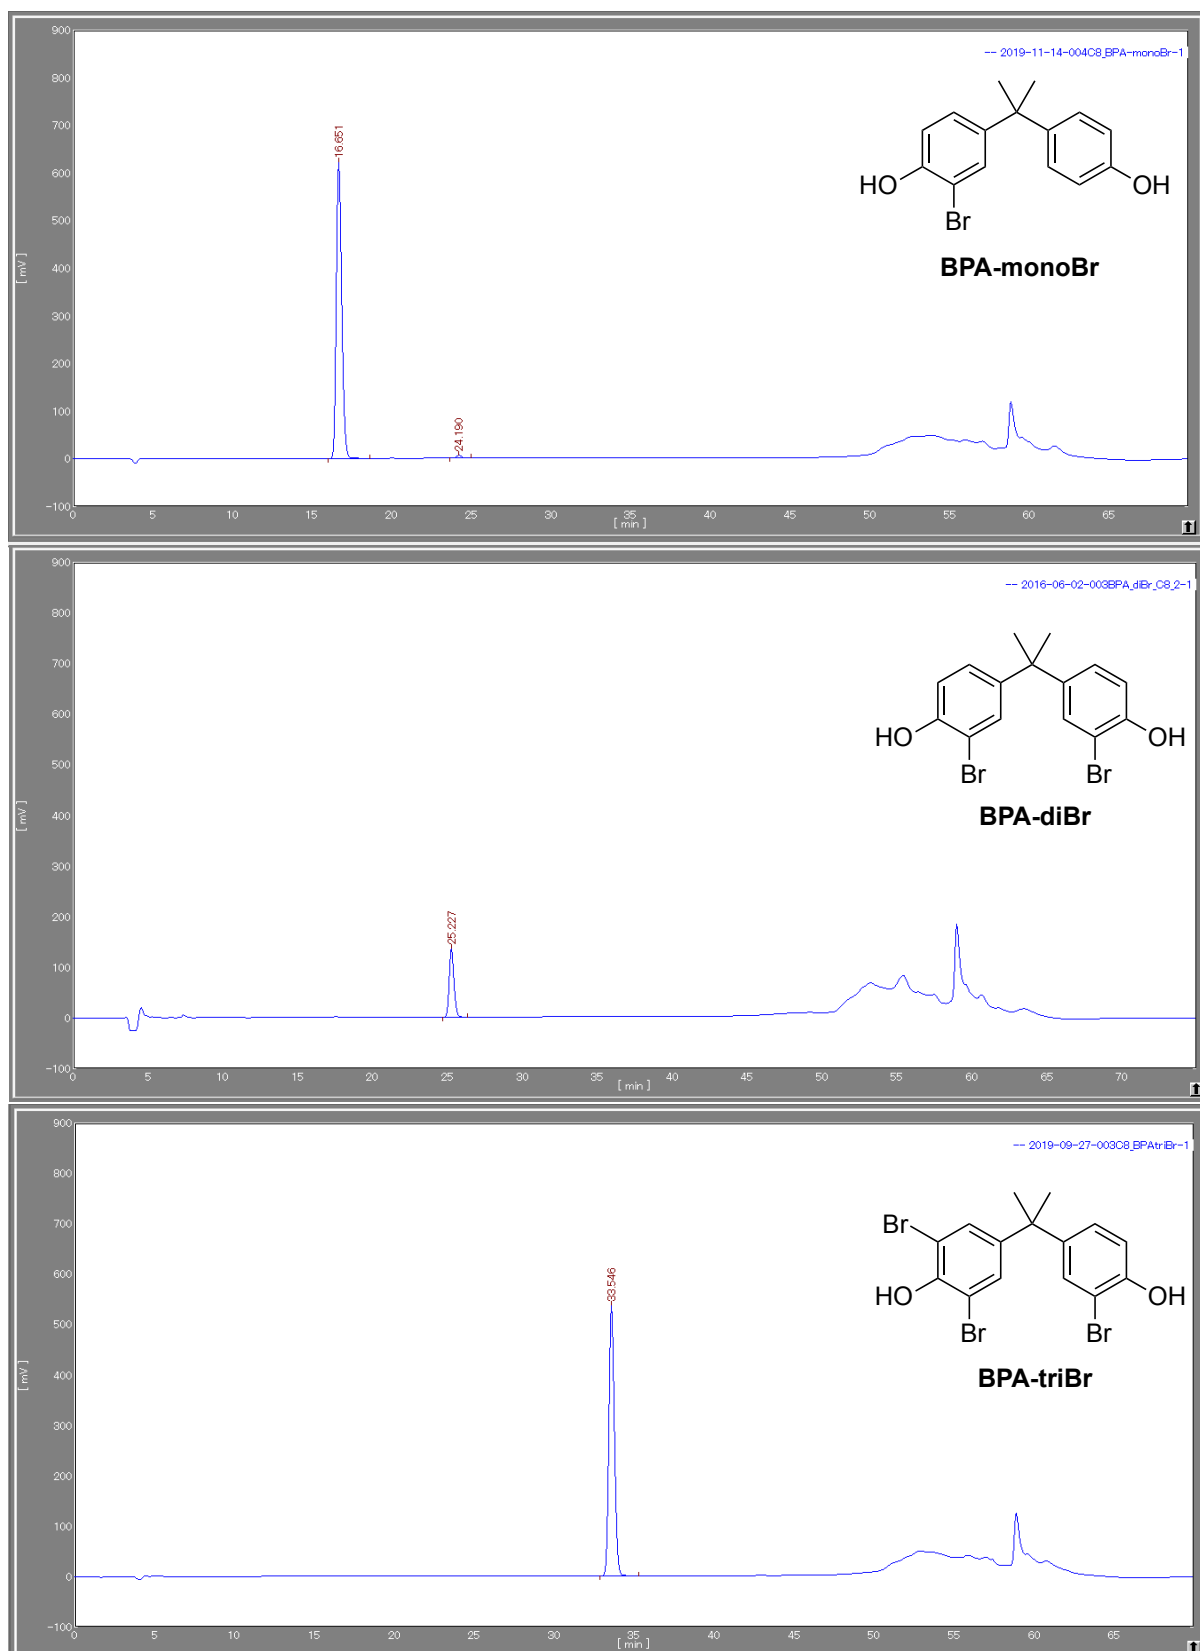 900
-- 2019-11-14-004C8_BPA-monoBr-1
800
700
16.651
600
HO
OH
Br
500
BPA-monoBr
400
[ mV ]
300
200
100
24.190
0
-100
0 5 10 15 20 25 30 35 40 45 50 55 60 65
[ min ]
900
-- 2016-06-02-003BPA_diBr_C8_2-1
800
700
600
HO
OH
Br
Br
500
BPA-diBr
400
[ mV ]
300
200
25.227
100
0
-100
0 5 10 15 20 25 30 35 40 45 50 55 60 65 70
[ min ]
900
-- 2019-09-27-003C8_BPAtriBr-1
800
700
Br
600
33.546
HO
OH
Br
Br
500
BPA-triBr
400
[ mV ]
300
200
100
0
-100
0 5 10 15 20 25 30 35 40 45 50 55 60 65
[ min ]